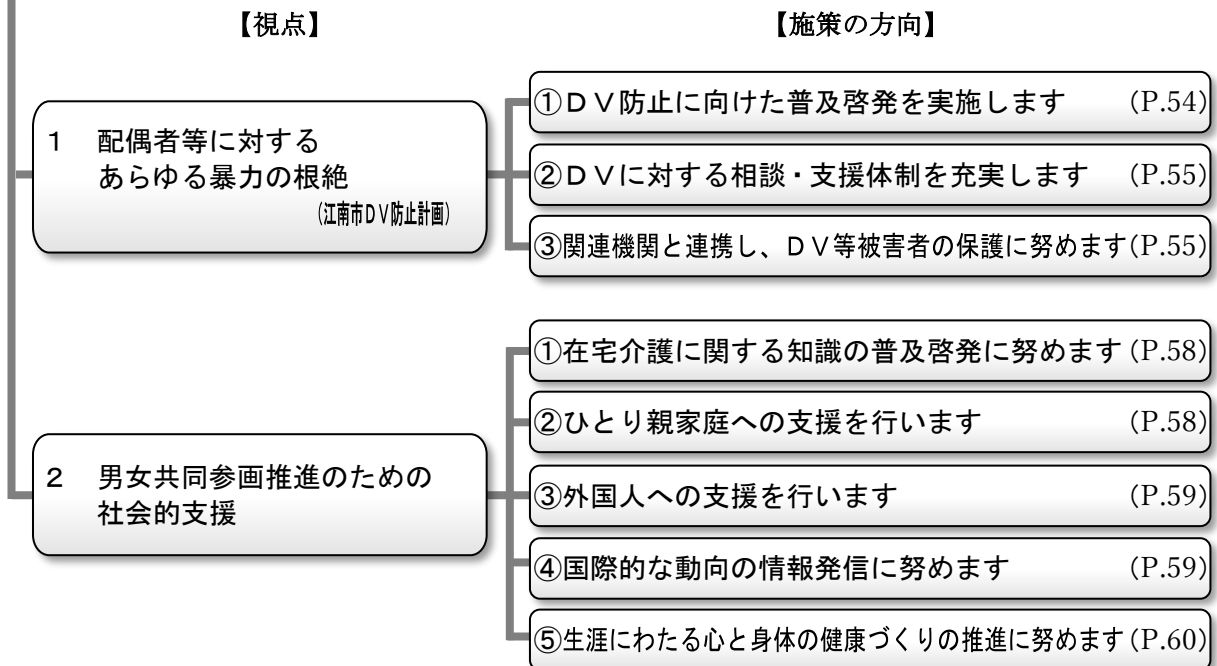 【視点】
【施策の方向】
1 配偶者等に対する
あらゆる暴力の根絶
(江南市DV防止計画)
①DV防止に向けた普及啓発を実施します (P.54)
②DVに対する相談・支援体制を充実します (P.55)
③関連機関と連携し、DV等被害者の保護に努めます(P.55)
2 男女共同参画推進のための
社会的支援
①在宅介護に関する知識の普及啓発に努めます(P.58)
②ひとり親家庭への支援を行います (P.58)
③外国人への支援を行います (P.59)
④国際的な動向の情報発信に努めます (P.59)
⑤生涯にわたる心と身体の健康づくりの推進に努めます(P.60)